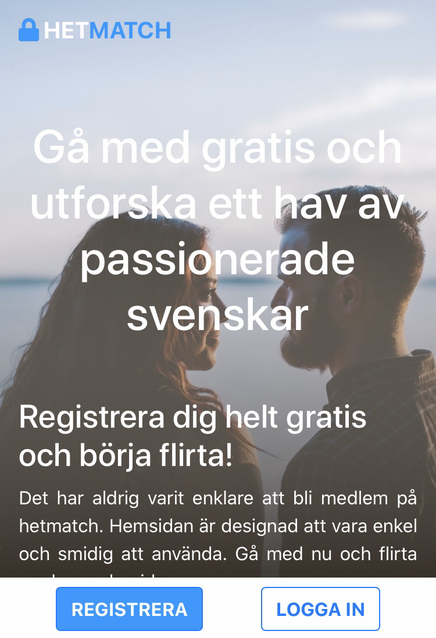 HETMATCH
Gå med gratis och
utforska ett hav av
passionerade
svenskar
Registrera dig helt gratis
och börja flirta!
Det har aldrig varit enklare att bli medlem på
hetmatch. Hemsidan är designad att vara enkel
och smidig att använda. Gå med nu och flirta
REGISTRERA
LOGGA IN